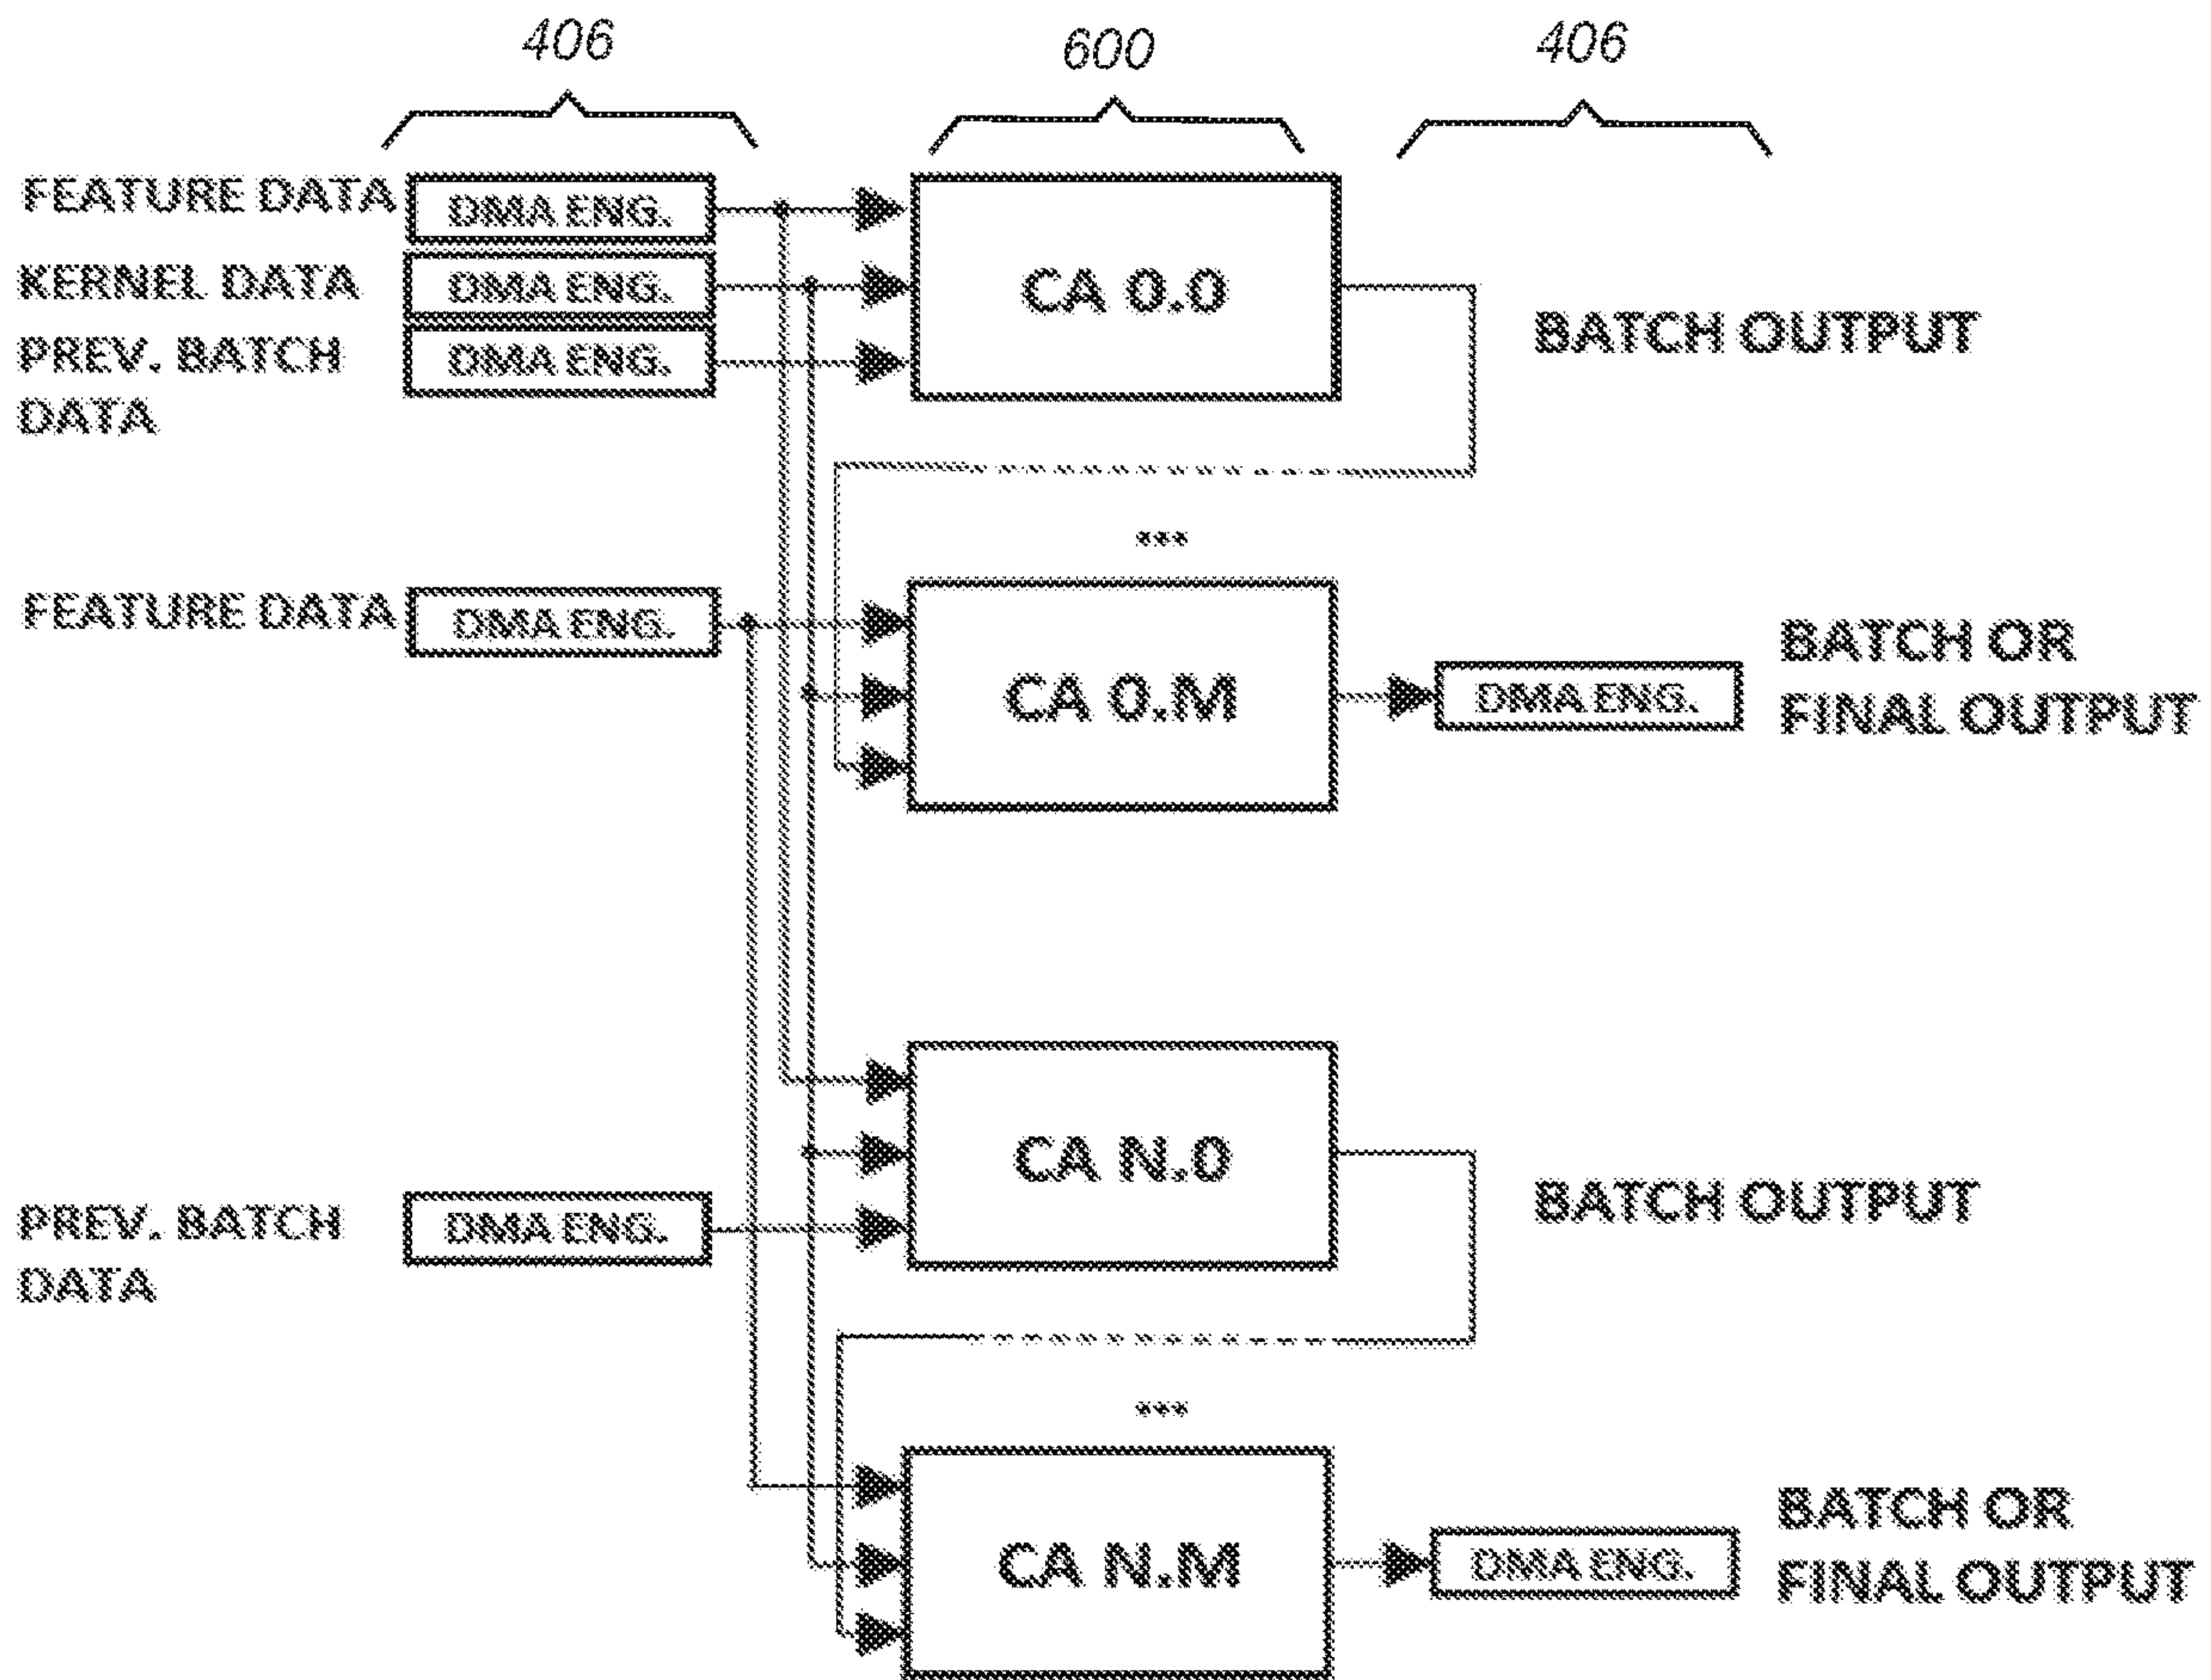 406 600 406
FEATURE DATA DMA ENG.
KERNEL DATA DMA ENG.
PREV. BATCH DMA ENG.
DATA
CA 0.0
BATCH OUTPUT
...
FEATURE DATA DMA ENG.
CA 0.M
DMA ENG.
BATCH OR
FINAL OUTPUT
CA N.0
BATCH OUTPUT
PREV. BATCH DMA ENG.
DATA
...
CA N.M
DMA ENG.
BATCH OR
FINAL OUTPUT